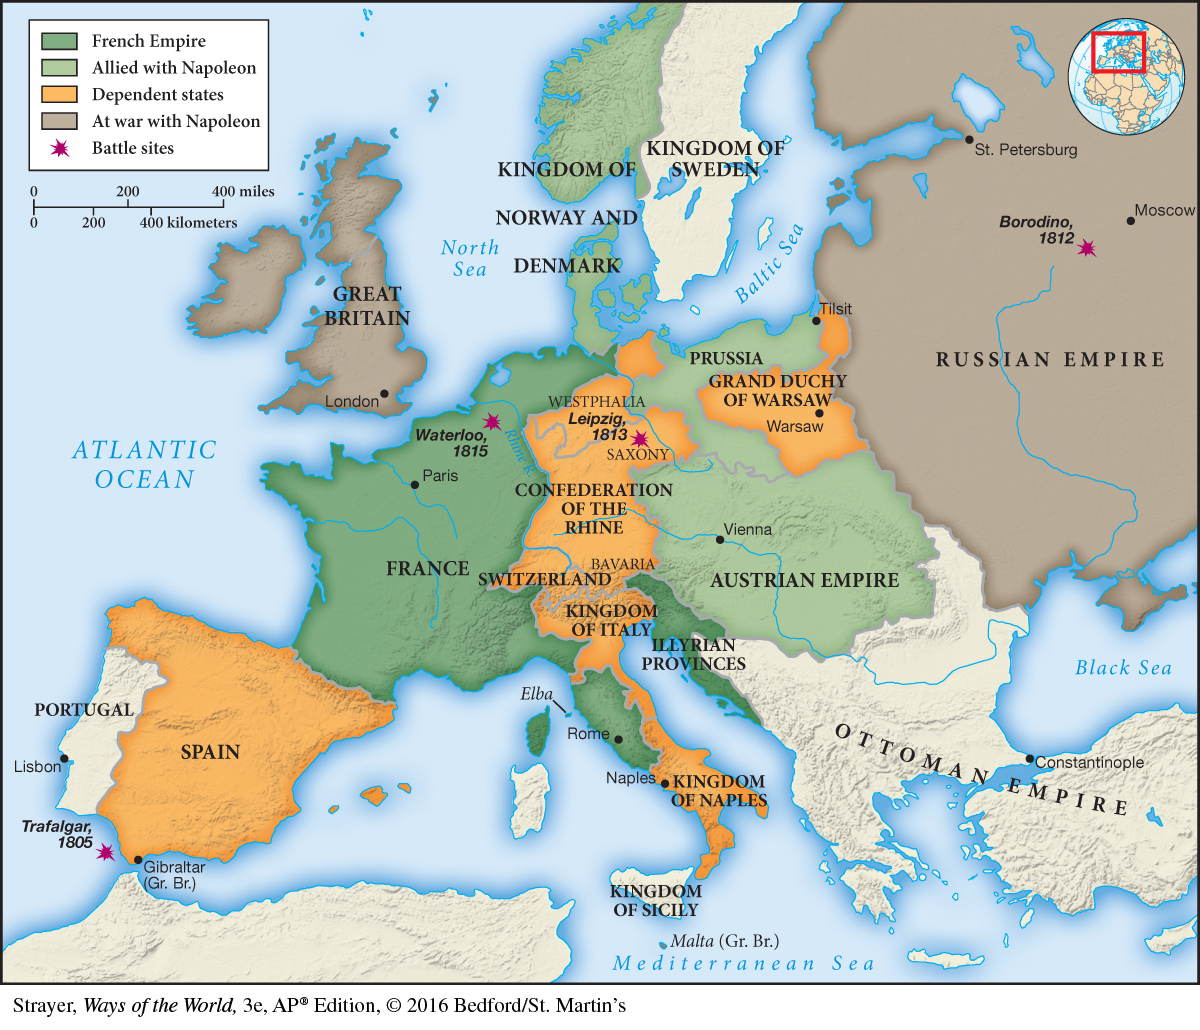 French Empire
Allied with Napoleon
Dependent states
At war with Napoleon
Battle sites
0 200 400 miles
0 200 400 kilometers
KINGDOM OF
SWEDEN
KINGDOM OF
NORWAY AND
DENMARK
North
Sea
Baltic Sea
St. Petersburg
Moscow
Borodino,
1812
GREAT
BRITAIN
London
Tilsit
RUSSIAN EMPIRE
PRUSSIA
GRAND DUCHY
OF WARSAW
Warsaw
WESTPHALIA
Leipzig,
1813
SAXONY
Waterloo,
1815
Rhine R.
ATLANTIC
OCEAN
Paris
CONFEDERATION
OF THE
RHINE
Vienna
FRANCE
BAVARIA
SWITZERLAND
AUSTRIAN EMPIRE
KINGDOM
OF ITALY
ILLYRIAN
PROVINCES
Black Sea
Elba
Rome
PORTUGAL
SPAIN
Lisbon
OTTOMAN EMPIRE
Constantinople
Naples
KINGDOM
OF NAPLES
Trafalgar,
1805
Gibraltar
(Gr. Br.)
KINGDOM
OF SICILY
Malta (Gr. Br.)
Mediterranean Sea
Strayer, Ways of the World, 3e, AP® Edition, © 2016 Bedford/St. Martin's